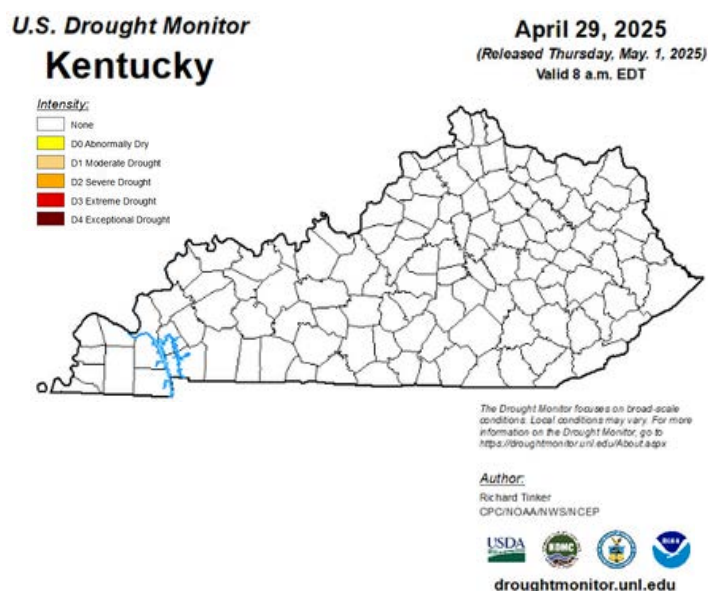 U.S. Drought Monitor
Kentucky
April 29, 2025
(Released Thursday, May. 1, 2025)
Valid 8 a.m. EDT
Intensity:
None
D0 Abnormally Dry
D1 Moderate Drought
D2 Severe Drought
D3 Extreme Drought
D4 Exceptional Drought
The Drought Monitor focuses on broad-scale
conditions. Local conditions may vary. For more
information on the Drought Monitor, go to
https://droughtmonitor.unl.edu/About.aspx
Author:
Richard Tinker
CPC/NOAA/NWS/NCEP
USDA
NDMC
NOAA
droughtmonitor.unl.edu